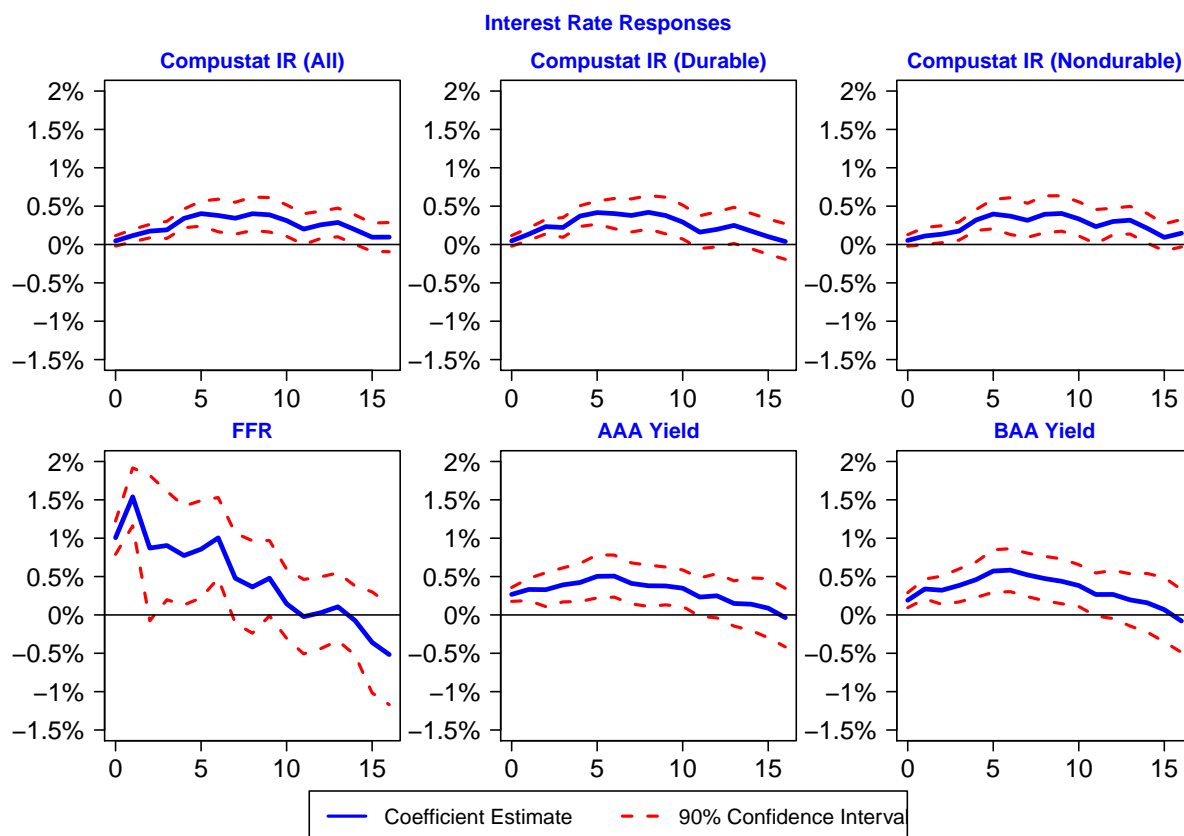 Interest Rate Responses
Compustat IR (All) Compustat IR (Durable) Compustat IR (Nondurable)
2% 2% 2%
1.5% 1.5% 1.5%
1% 1% 1%
0.5% 0.5% 0.5%
0% 0% 0%
−0.5% −0.5% −0.5%
−1% −1% −1%
−1.5% −1.5% −1.5%
0 5 10 15 0 5 10 15 0 5 10 15
FFR AAA Yield BAA Yield
2% 2% 2%
1.5% 1.5% 1.5%
1% 1% 1%
0.5% 0.5% 0.5%
0% 0% 0%
−0.5% −0.5% −0.5%
−1% −1% −1%
−1.5% −1.5% −1.5%
0 5 10 15 0 5 10 15 0 5 10 15
Coefficient Estimate 90% Confidence Interval